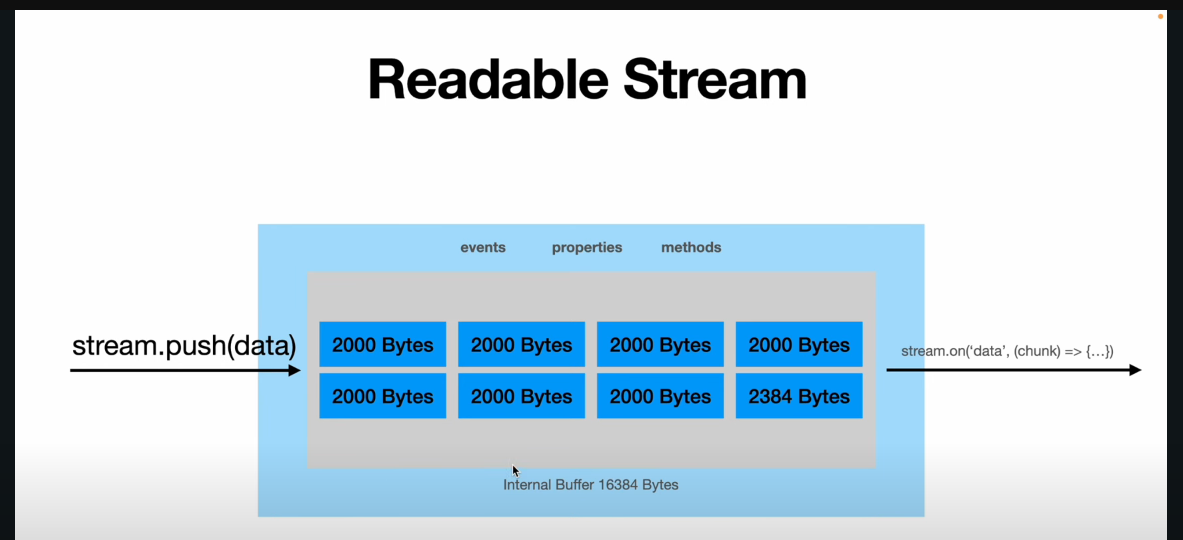 Readable Stream
events properties methods
stream.push(data)
2000 Bytes 2000 Bytes 2000 Bytes 2000 Bytes
stream.on(‘data’, (chunk) => {…})
2000 Bytes 2000 Bytes 2000 Bytes 2384 Bytes
Internal Buffer 16384 Bytes